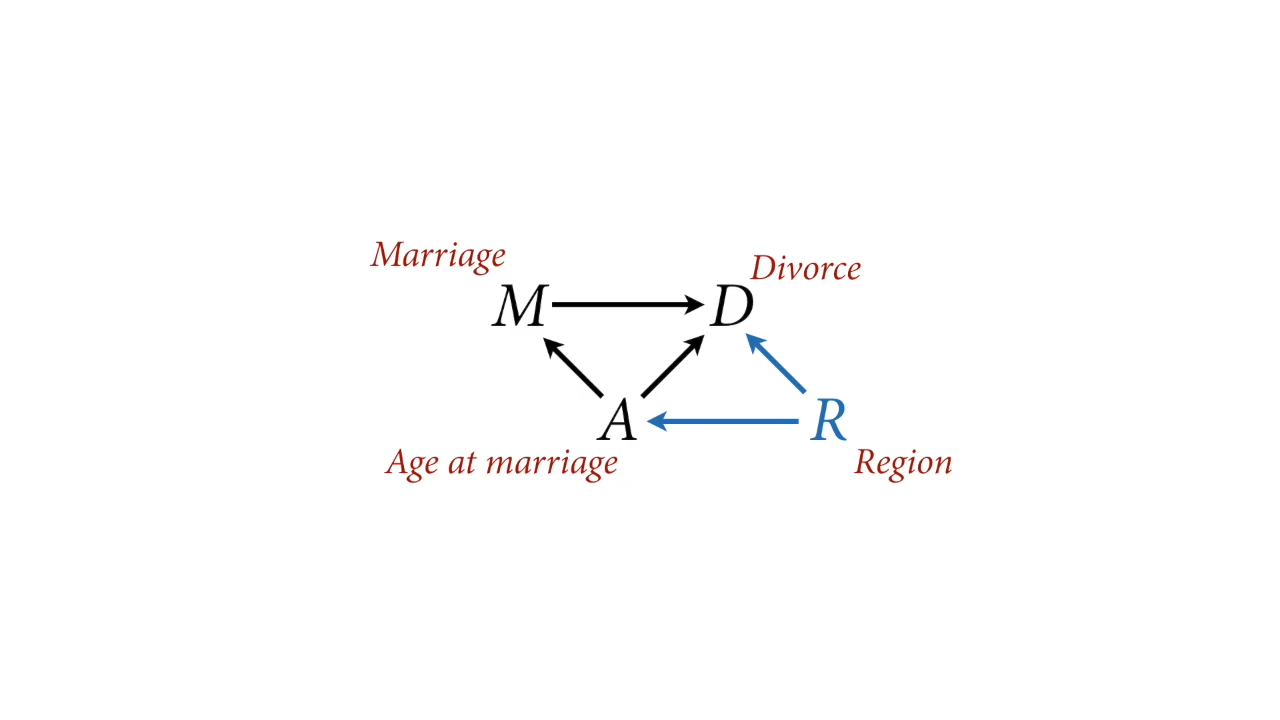 Marriage
Divorce
M
D
A
R
Age at marriage
Region